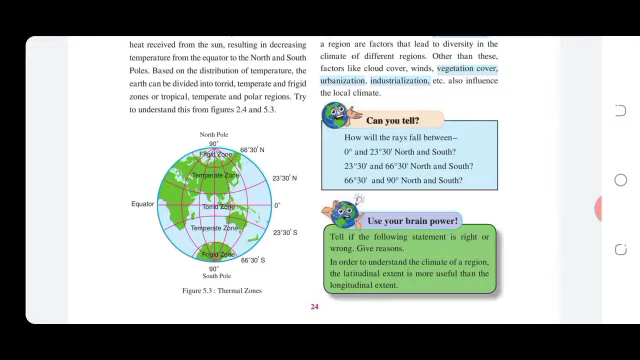 heat received from the sun, resulting in decreasing
temperature from the equator to the North and South
Poles. Based on the distribution of temperature, the
earth can be divided into torrid, temperate and frigid
zones or tropical, temperate and polar regions. Try
to understand this from figures 2.4 and 5.3.
North Pole
90°
66°30' N
Frigid Zone
Temperate Zone
23°30' N
Equator
Torrid Zone
0°
Temperate Zone
23°30' S
Frigid Zone
66°30' S
90°
South Pole
Figure 5.3 : Thermal Zones
a region are factors that lead to diversity in the
climate of different regions. Other than these,
factors like cloud cover, winds, vegetation cover,
urbanization, industrialization, etc. also influence
the local climate.
Can you tell?
How will the rays fall between–
0° and 23°30' North and South?
23°30' and 66°30' North and South?
66°30' and 90° North and South?
Use your brain power!
Tell if the following statement is right or
wrong. Give reasons.
In order to understand the climate of a region,
the latitudinal extent is more useful than the
longitudinal extent.
24